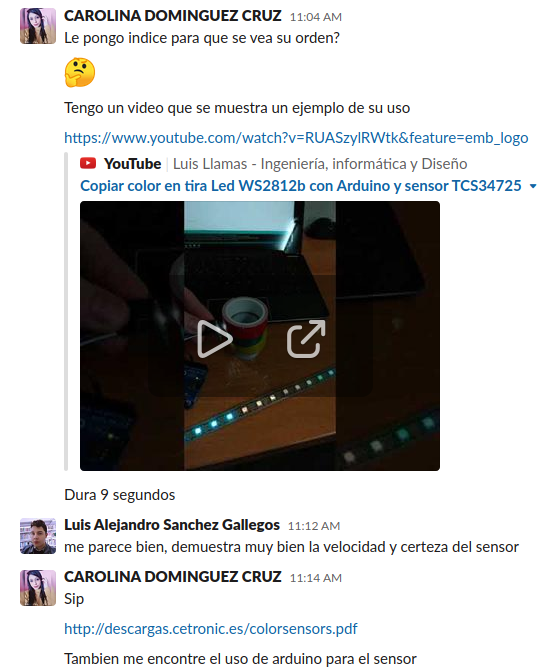 CAROLINA DOMINGUEZ CRUZ 11:04 AM
Le pongo indice para que se vea su orden?
Tengo un video que se muestra un ejemplo de su uso
https://www.youtube.com/watch?v=RUASzylRWtk&feature=emb_logo
YouTube | Luis Llamas - Ingeniería, informática y Diseño
Copiar color en tira Led WS2812b con Arduino y sensor TCS34725
Dura 9 segundos
Luis Alejandro Sanchez Gallegos 11:12 AM
me parece bien, demuestra muy bien la velocidad y certeza del sensor
CAROLINA DOMINGUEZ CRUZ 11:14 AM
Sip
http://descargas.cetronic.es/colorsensors.pdf
Tambien me encontre el uso de arduino para el sensor